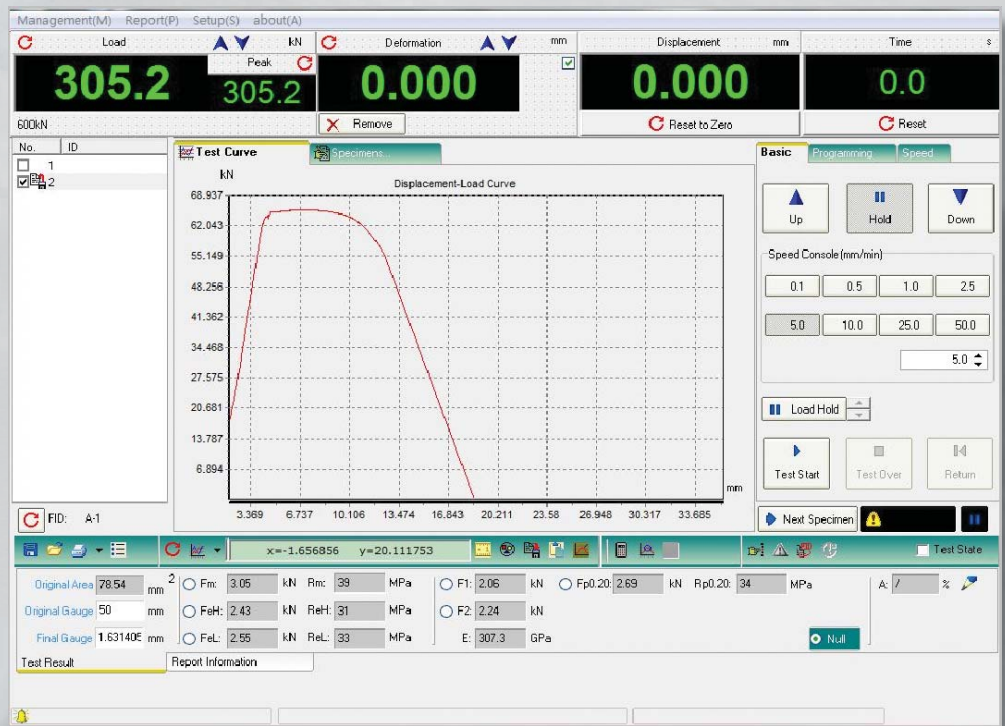 Management(M) Report(P) Setup(S) about(A)
Load kN Deformation mm Displacement mm Time s
Peak
305.2 305.2 0.000 0.000 0.0
600kN Remove Reset to Zero Reset
No. ID
1
2
Test Curve Specimens...
kN
Displacement-Load Curve
68.937
62.043
55.149
48.256
41.362
34.468
27.575
20.681
13.787
6.894
mm
3.369 6.737 10.106 13.474 16.843 20.211 23.58 26.948 30.317 33.685
Basic Programming Speed
Up Hold Down
Speed Console(mm/min)
0.1 0.5 1.0 2.5
5.0 10.0 25.0 50.0
5.0
Load Hold
Test Start Test Over Return
FID: A-1
Next Specimen
x=-1.656856 y=20.111753
Test State
Original Area 78.54 mm 2 Fm: 3.05 kN Rm: 39 MPa F1: 2.06 kN Fp0.20: 2.69 kN Rp0.20: 34 MPa A: / %
Original Gauge 50 mm FeH: 2.43 kN ReH: 31 MPa F2: 2.24 kN
Final Gauge 1.631406 mm FeL: 2.55 kN ReL: 33 MPa E: 307.3 GPa Null
Test Result Report Information